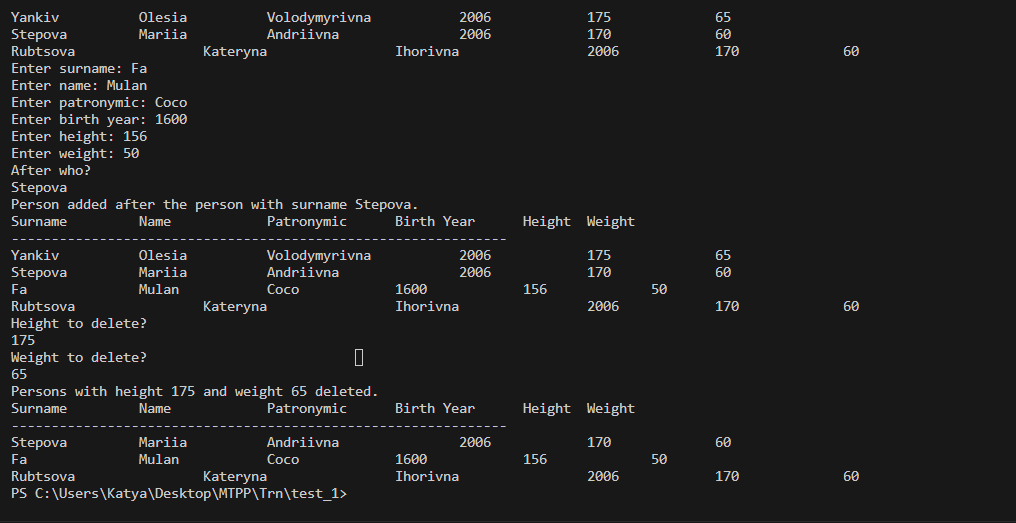 Yankiv Olesia Volodymyrivna 2006 175 65
Stepova Mariia Andriivna 2006 170 60
Rubtsova Kateryna Ihorivna 2006 170 60
Enter surname: Fa
Enter name: Mulan
Enter patronymic: Coco
Enter birth year: 1600
Enter height: 156
Enter weight: 50
After who?
Stepova
Person added after the person with surname Stepova.
Surname Name Patronymic Birth Year Height Weight
--------------------------------------------------------------
Yankiv Olesia Volodymyrivna 2006 175 65
Stepova Mariia Andriivna 2006 170 60
Fa Mulan Coco 1600 156 50
Rubtsova Kateryna Ihorivna 2006 170 60
Height to delete?
175
Weight to delete?
65
Persons with height 175 and weight 65 deleted.
Surname Name Patronymic Birth Year Height Weight
--------------------------------------------------------------
Stepova Mariia Andriivna 2006 170 60
Fa Mulan Coco 1600 156 50
Rubtsova Kateryna Ihorivna 2006 170 60
PS C:\Users\Katya\Desktop\MTPP\Trn\test_1>